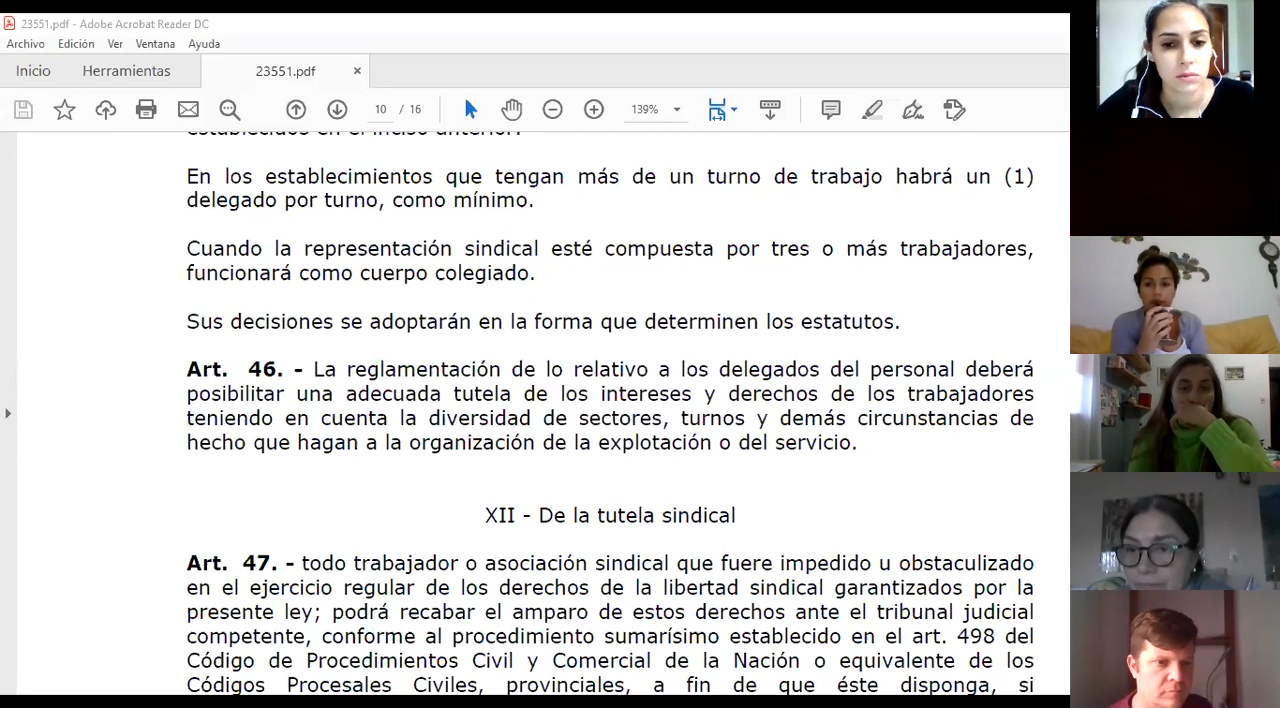 23551.pdf - Adobe Acrobat Reader DC
Archivo Edición Ver Ventana Ayuda
Inicio Herramientas 23551.pdf ×
10 / 16 139%
establecidos en el inciso anterior.
En los establecimientos que tengan más de un turno de trabajo habrá un (1)
delegado por turno, como mínimo.
Cuando la representación sindical esté compuesta por tres o más trabajadores,
funcionará como cuerpo colegiado.
Sus decisiones se adoptarán en la forma que determinen los estatutos.
Art. 46. - La reglamentación de lo relativo a los delegados del personal deberá
posibilitar una adecuada tutela de los intereses y derechos de los trabajadores
teniendo en cuenta la diversidad de sectores, turnos y demás circunstancias de
hecho que hagan a la organización de la explotación o del servicio.
XII - De la tutela sindical
Art. 47. - todo trabajador o asociación sindical que fuere impedido u obstaculizado
en el ejercicio regular de los derechos de la libertad sindical garantizados por la
presente ley; podrá recabar el amparo de estos derechos ante el tribunal judicial
competente, conforme al procedimiento sumarísimo establecido en el art. 498 del
Código de Procedimientos Civil y Comercial de la Nación o equivalente de los
Códigos Procesales Civiles, provinciales, a fin de que éste disponga, si